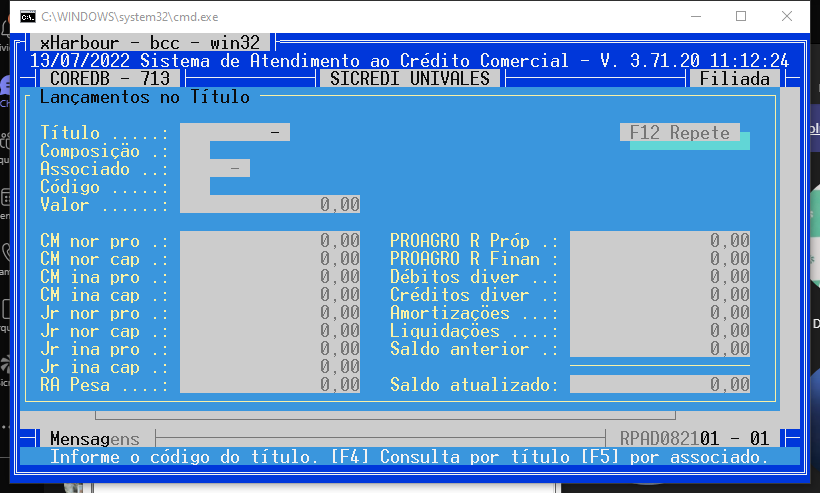 C:\WINDOWS\system32\cmd.exe
xHarbour - bcc - win32
13/07/2022 Sistema de Atendimento ao Crédito Comercial - V. 3.71.20 11:12:24
COREDB - 713 SICREDI UNIVALES Filiada
Lançamentos no Título
Título .....: - F12 Repete
Composição .:
Associado ..: -
Código .....:
Valor ......: 0,00
CM nor pro .: 0,00 PROAGRO R Próp .: 0,00
CM nor cap .: 0,00 PROAGRO R Finan : 0,00
CM ina pro .: 0,00 Débitos diver ..: 0,00
CM ina cap .: 0,00 Créditos diver .: 0,00
Jr nor pro .: 0,00 Amortizações ...: 0,00
Jr nor cap .: 0,00 Liquidações ....: 0,00
Jr ina pro .: 0,00 Saldo anterior .: 0,00
Jr ina cap .: 0,00
RA Pesa ....: 0,00 Saldo atualizado: 0,00
Mensagens RPAD082101 - 01
Informe o código do título. [F4] Consulta por título [F5] por associado.